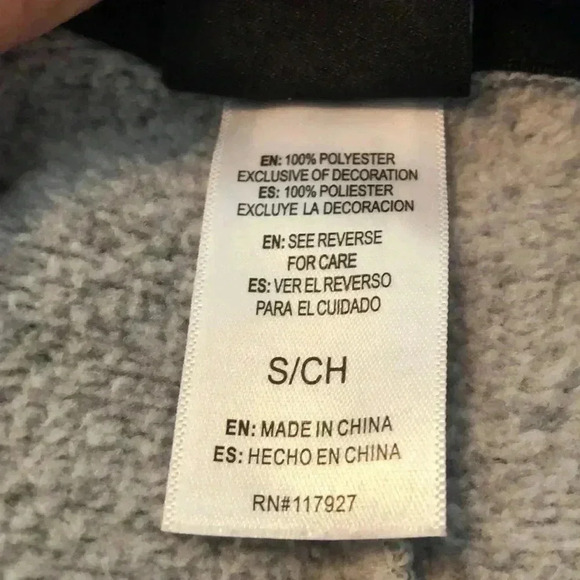 EN: 100% POLYESTER
EXCLUSIVE OF DECORATION
ES: 100% POLIESTER
EXCLUYE LA DECORACION
EN: SEE REVERSE
FOR CARE
ES: VER EL REVERSO
PARA EL CUIDADO
S/CH
EN: MADE IN CHINA
ES: HECHO EN CHINA
RN#117927